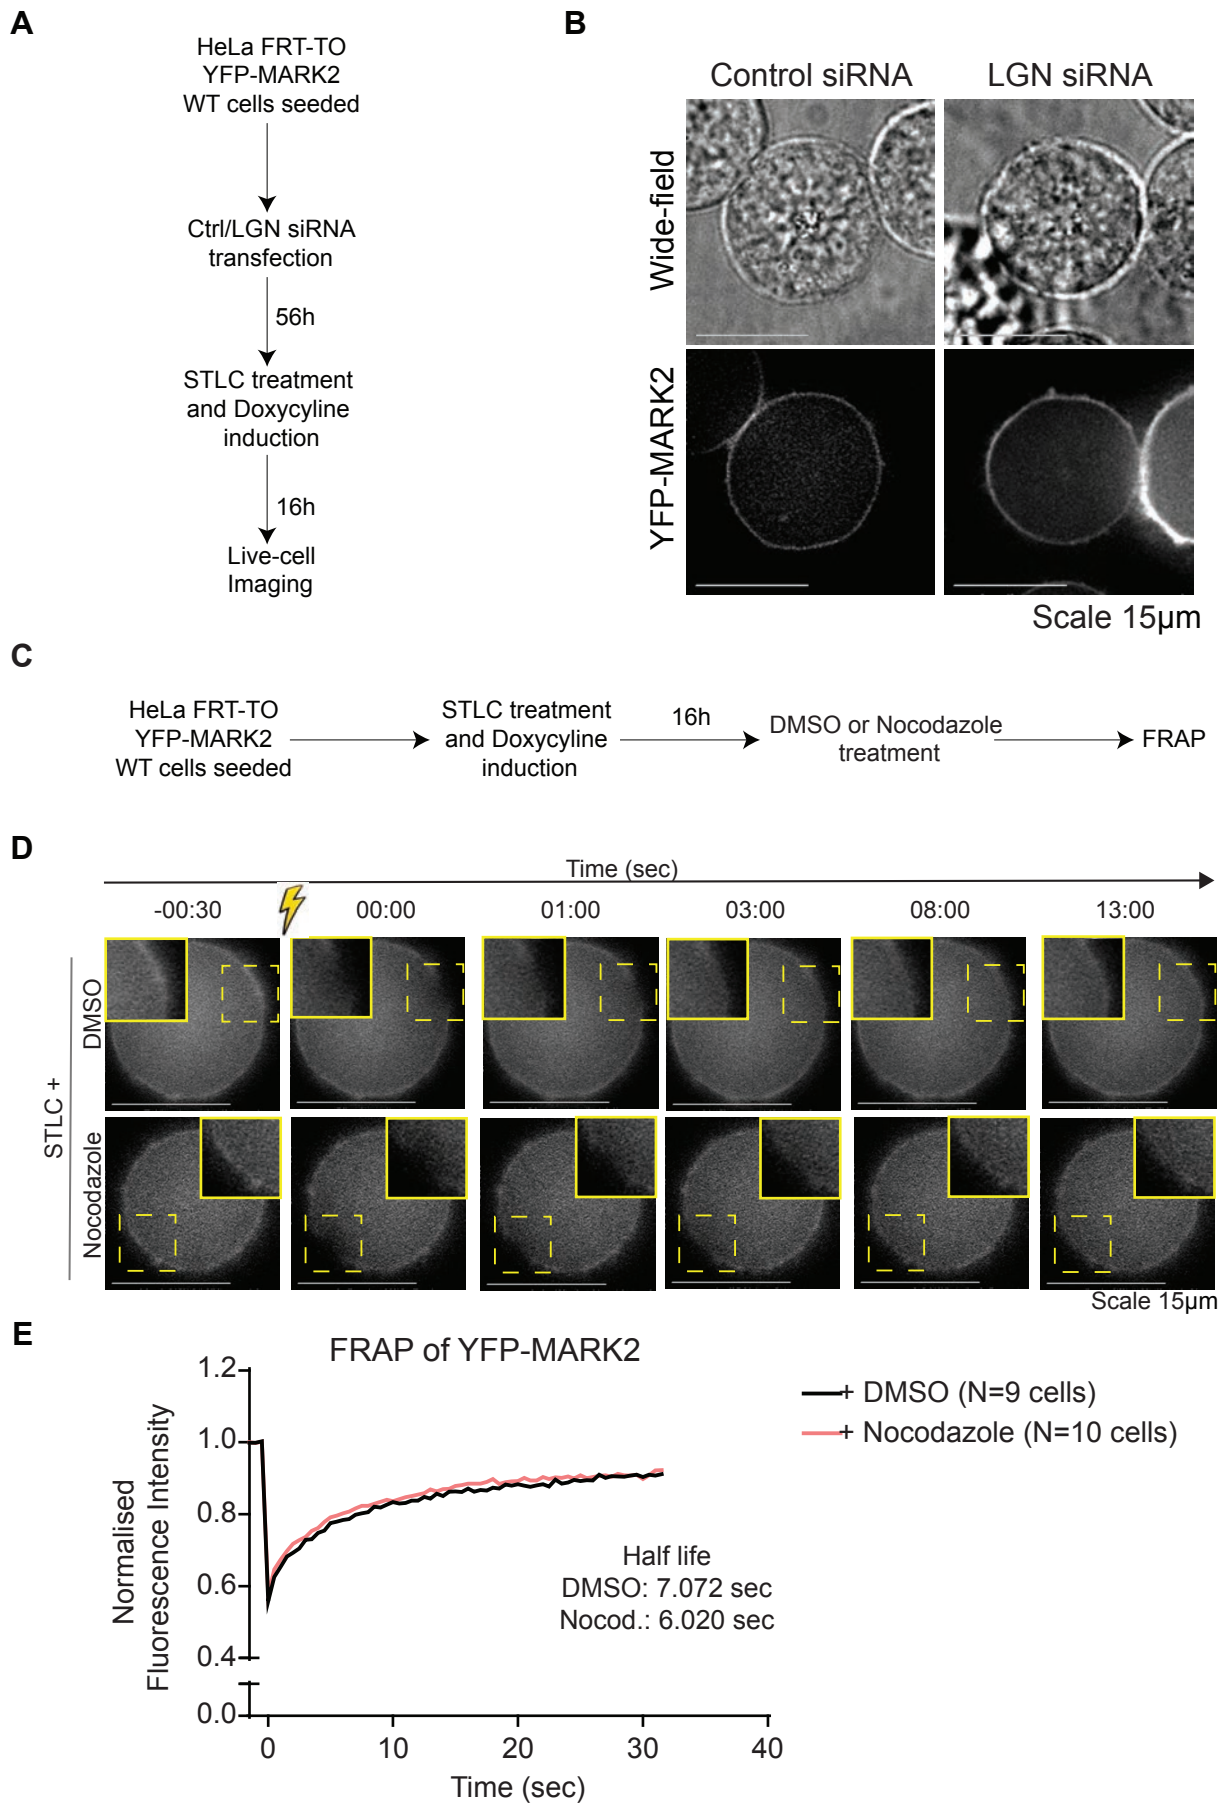 A
HeLa FRT-TO
YFP-MARK2
WT cells seeded
Ctrl/LGN siRNA
transfection
56h
STLC treatment
and Doxycyline
induction
16h
Live-cell
Imaging
B
Control siRNA
LGN siRNA
Wide-field
YFP-MARK2
Scale 15µm
C
HeLa FRT-TO
YFP-MARK2
WT cells seeded
STLC treatment
and Doxycyline
induction
16h
DMSO or Nocodazole
treatment
FRAP
D
Time (sec)
-00:30
00:00
01:00
03:00
08:00
13:00
STLC +
DMSO
Nocodazole
Scale 15µm
E
FRAP of YFP-MARK2
Normalised
Fluorescence Intensity
1.2
1.0
0.8
0.6
0.4
0.0
0
10
20
30
40
Time (sec)
+ DMSO (N=9 cells)
+ Nocodazole (N=10 cells)
Half life
DMSO: 7.072 sec
Nocod.: 6.020 sec